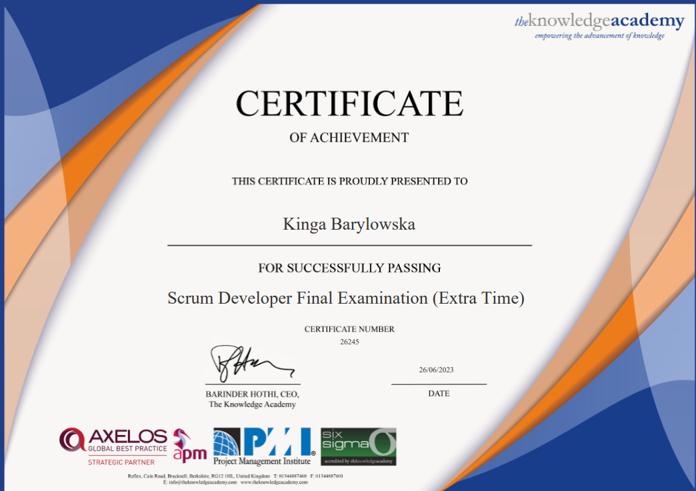 theknowledgeacademy
empowering the advancement of knowledge
CERTIFICATE
OF ACHIEVEMENT
THIS CERTIFICATE IS PROUDLY PRESENTED TO
Kinga Barylowska
FOR SUCCESSFULLY PASSING
Scrum Developer Final Examination (Extra Time)
CERTIFICATE NUMBER
26245
26/06/2023
BARINDER HOTHI, CEO,
The Knowledge Academy
DATE
AXELOS
GLOBAL BEST PRACTICE
STRATEGIC PARTNER
apm
PMI
Project Management Institute
six
sigma
accredited by theknowledgeacademy
Reflex, Cain Road, Bracknell, Berkshire, RG12 1HL, United Kingdom T: 01344887460 F: 01344887601
E: info@theknowledgeacademy.com www.theknowledgeacademy.com